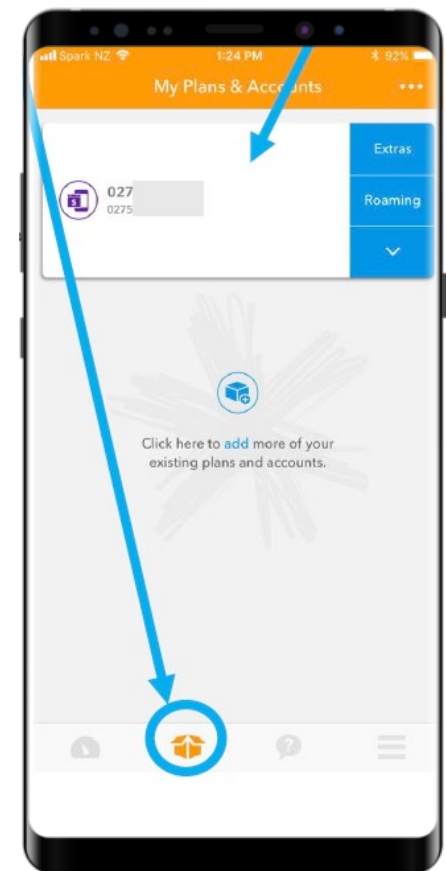 Spark NZ 1:24 PM 92%
My Plans & Accounts
Extras
027
0275
Roaming
Click here to add more of your
existing plans and accounts.